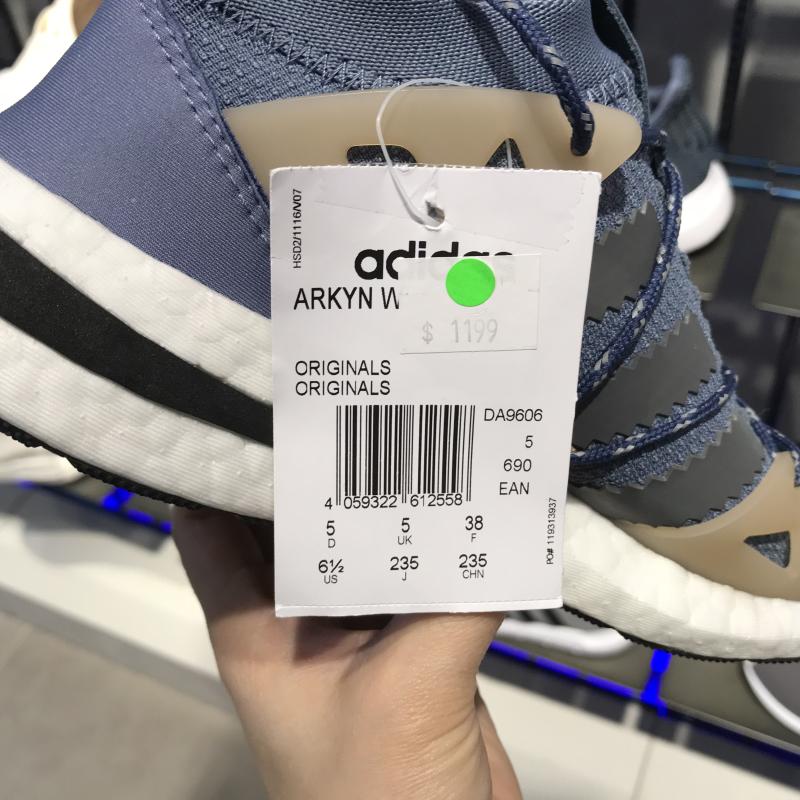 HSD2/1116/V07
adidas
ARKYN W
$ 1199
ORIGINALS
ORIGINALS
DA9606
5
690
EAN
4 059322 612558
5 5 38
D UK F
6½ 235 235
US J CHN
PO# 119313937